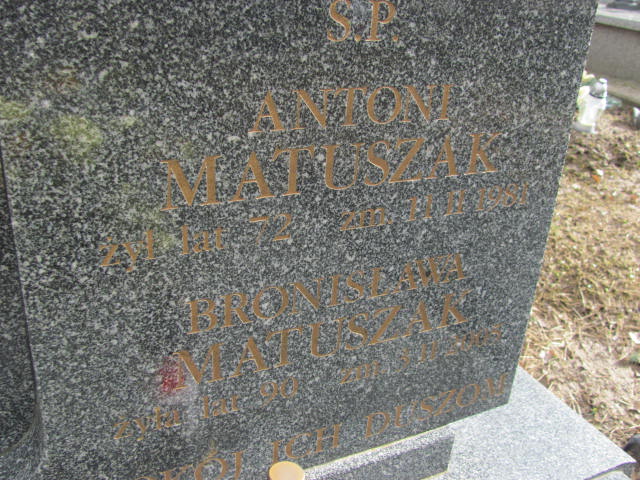 Ś.P.
ANTONI
MATUSZAK
żył lat 72 zm. 11 II 1981
BRONISŁAWA
MATUSZAK
żyła lat 90 zm.
ICH DUSZOM